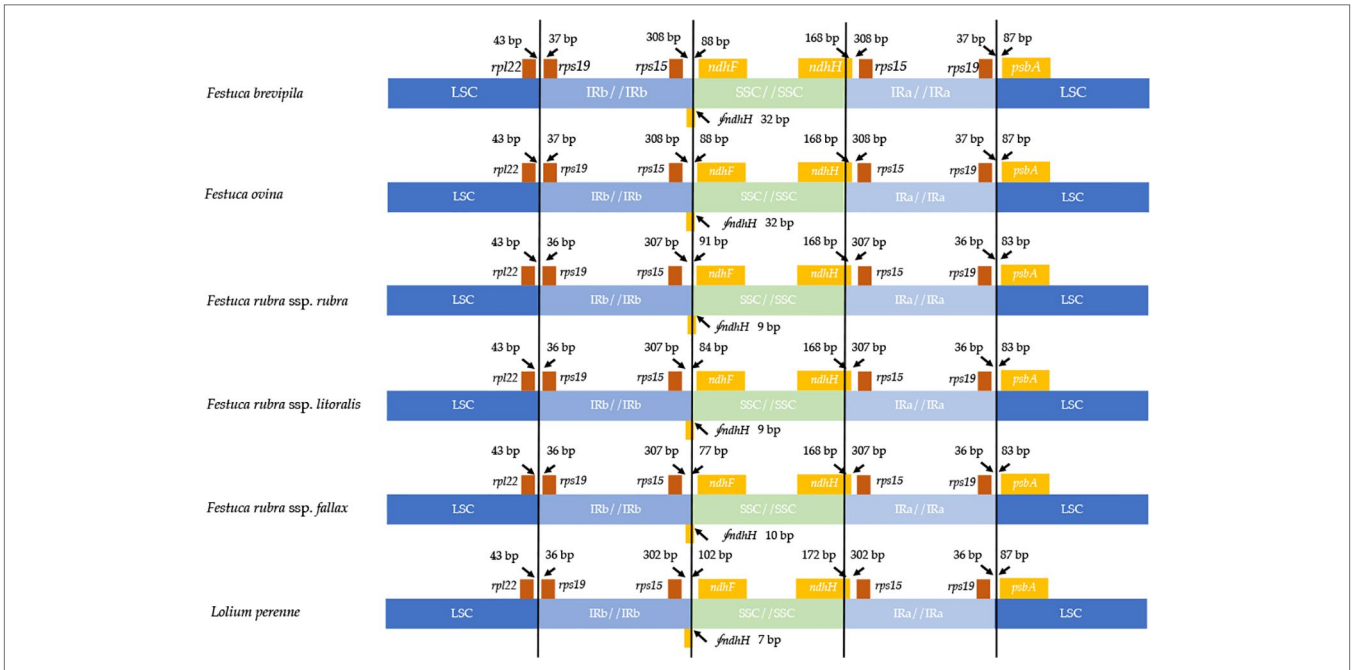 43 bp 37 bp 308 bp 88 bp 168 bp 308 bp 37 bp 87 bp
rpl22 rps19 rps15 ndhF ndhH rps15 rps19 psbA
Festuca brevipila LSC IRb//IRb SSC//SSC IRa//IRa LSC
ψndhH 32 bp
43 bp 37 bp 308 bp 88 bp 168 bp 308 bp 37 bp 87 bp
rpl22 rps19 rps15 ndhF ndhH rps15 rps19 psbA
Festuca ovina LSC IRb//IRb SSC//SSC IRa//IRa LSC
ψndhH 32 bp
43 bp 36 bp 307 bp 91 bp 168 bp 307 bp 36 bp 83 bp
rpl22 rps19 rps15 ndhF ndhH rps15 rps19 psbA
Festuca rubra ssp. rubra LSC IRb//IRb SSC//SSC IRa//IRa LSC
ψndhH 9 bp
43 bp 36 bp 307 bp 84 bp 168 bp 307 bp 36 bp 83 bp
rpl22 rps19 rps15 ndhF ndhH rps15 rps19 psbA
Festuca rubra ssp. litoralis LSC IRb//IRb SSC//SSC IRa//IRa LSC
ψndhH 9 bp
43 bp 36 bp 307 bp 77 bp 168 bp 307 bp 36 bp 83 bp
rpl22 rps19 rps15 ndhF ndhH rps15 rps19 psbA
Festuca rubra ssp. fallax LSC IRb//IRb SSC//SSC IRa//IRa LSC
ψndhH 10 bp
43 bp 36 bp 302 bp 102 bp 172 bp 302 bp 36 bp 87 bp
rpl22 rps19 rps15 ndhF ndhH rps15 rps19 psbA
Lolium perenne LSC IRb//IRb SSC//SSC IRa//IRa LSC
ψndhH 7 bp